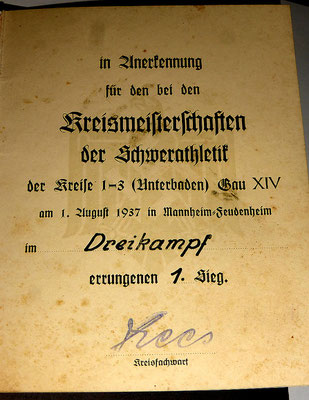 in Anerkennung
für den bei den
Kreismeisterschaften
der Schwerathletik
der Kreise 1-3 (Unterbaden) Gau XIV
am 1. August 1937 in Mannheim-Feudenheim
im Dreikampf
errungenen 1. Sieg.
Kreisfachwart